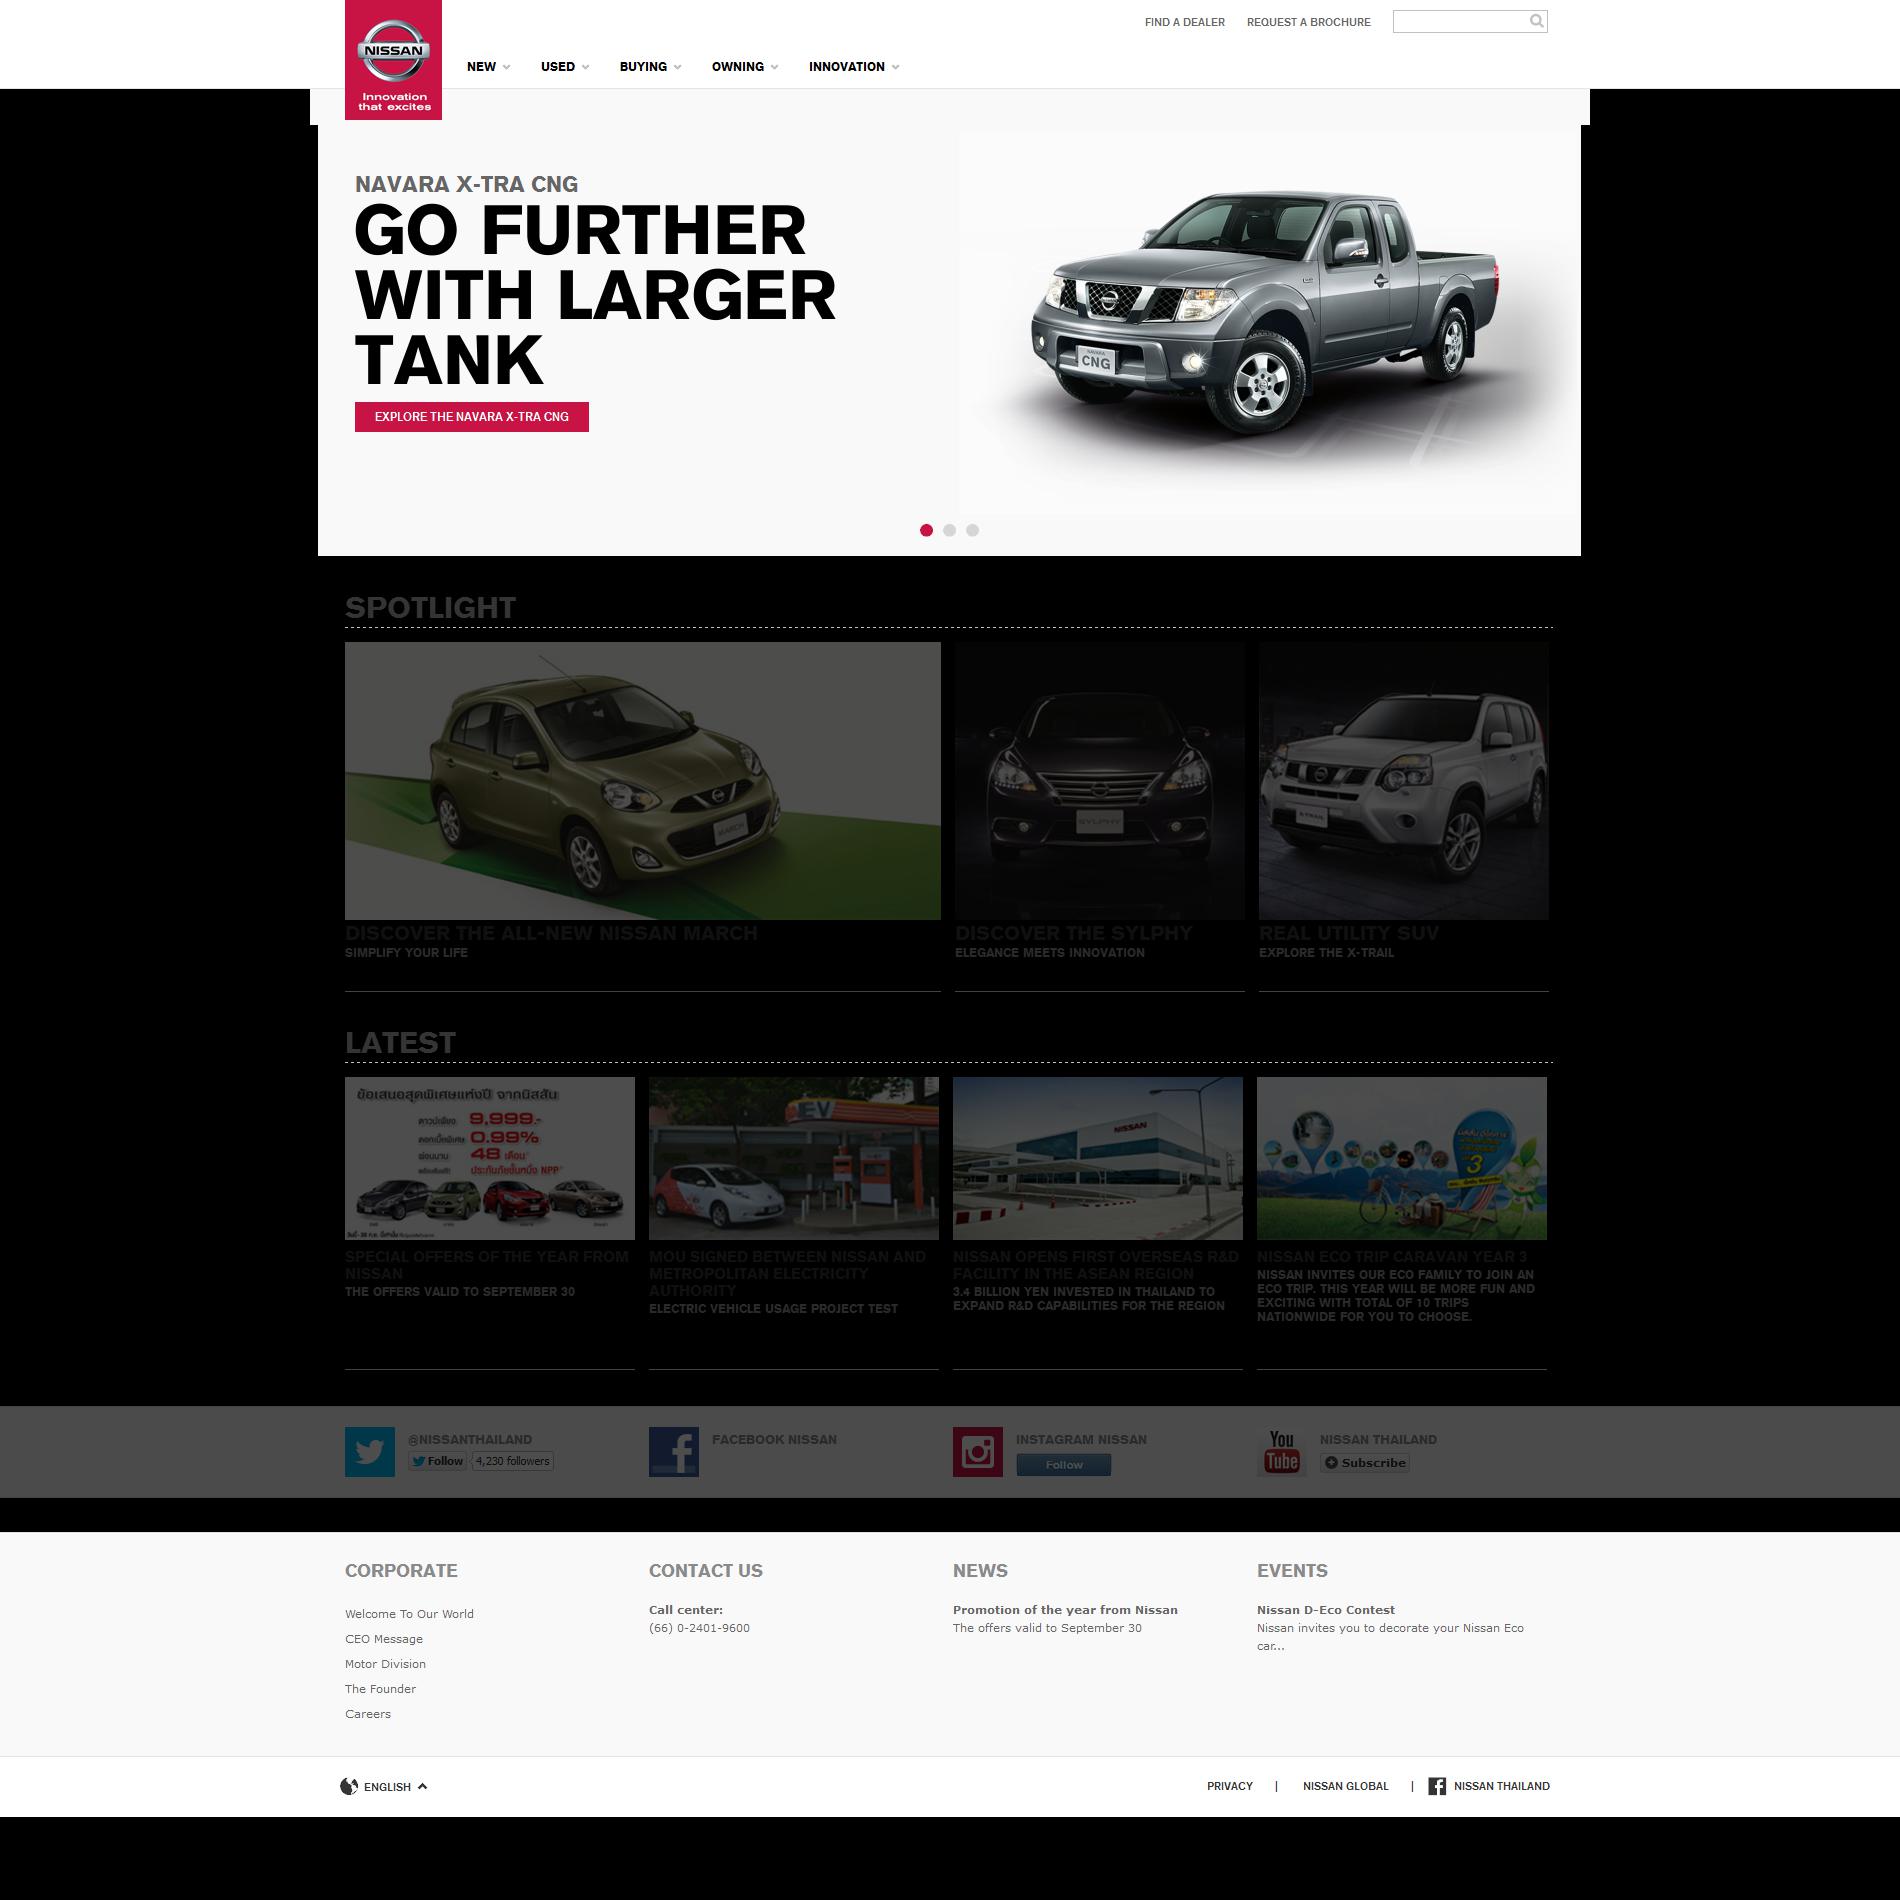 NISSAN
Innovation
that excites
FIND A DEALER
REQUEST A BROCHURE
NEW
USED
BUYING
OWNING
INNOVATION
NAVARA X-TRA CNG
GO FURTHER
WITH LARGER
TANK
EXPLORE THE NAVARA X-TRA CNG
NAVARA
CNG
SPOTLIGHT
MARCH
SYLPHY
X-TRAIL
DISCOVER THE ALL-NEW NISSAN MARCH
SIMPLIFY YOUR LIFE
DISCOVER THE SYLPHY
ELEGANCE MEETS INNOVATION
REAL UTILITY SUV
EXPLORE THE X-TRAIL
LATEST
ข้อเสนอสุดพิเศษแห่งปี จากนิสสัน
ดาวน์เพียง 9,999.-
ดอกเบี้ยพิเศษ 0.99%
ผ่อนนาน 48 เดือน
ประกันภัยชั้นหนึ่ง NPP
EV
NISSAN
3
SPECIAL OFFERS OF THE YEAR FROM
NISSAN
THE OFFERS VALID TO SEPTEMBER 30
MOU SIGNED BETWEEN NISSAN AND
METROPOLITAN ELECTRICITY
AUTHORITY
ELECTRIC VEHICLE USAGE PROJECT TEST
NISSAN OPENS FIRST OVERSEAS R&D
FACILITY IN THE ASEAN REGION
3.4 BILLION YEN INVESTED IN THAILAND TO
EXPAND R&D CAPABILITIES FOR THE REGION
NISSAN ECO TRIP CARAVAN YEAR 3
NISSAN INVITES OUR ECO FAMILY TO JOIN AN
ECO TRIP. THIS YEAR WILL BE MORE FUN AND
EXCITING WITH TOTAL OF 10 TRIPS
NATIONWIDE FOR YOU TO CHOOSE.
@NISSANTHAILAND
Follow
4,230 followers
FACEBOOK NISSAN
INSTAGRAM NISSAN
Follow
You
Tube
NISSAN THAILAND
Subscribe
CORPORATE
Welcome To Our World
CEO Message
Motor Division
The Founder
Careers
CONTACT US
Call center:
(66) 0-2401-9600
NEWS
Promotion of the year from Nissan
The offers valid to September 30
EVENTS
Nissan D-Eco Contest
Nissan invites you to decorate your Nissan Eco
car...
ENGLISH
PRIVACY | NISSAN GLOBAL | NISSAN THAILAND